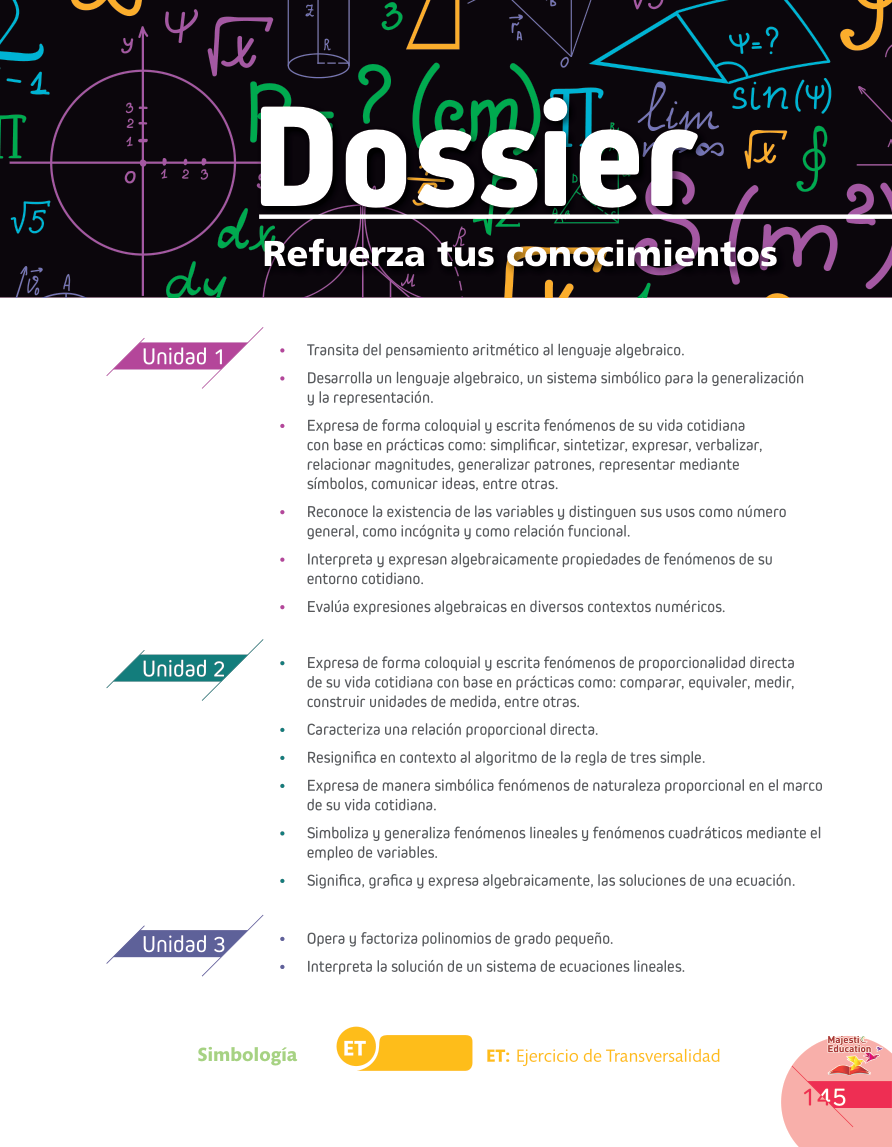 Dossier
Refuerza tus conocimientos
Unidad 1
• Transita del pensamiento aritmético al lenguaje algebraico.
• Desarrolla un lenguaje algebraico, un sistema simbólico para la generalización
y la representación.
• Expresa de forma coloquial y escrita fenómenos de su vida cotidiana
con base en prácticas como: simplificar, sintetizar, expresar, verbalizar,
relacionar magnitudes, generalizar patrones, representar mediante
símbolos, comunicar ideas, entre otras.
• Reconoce la existencia de las variables y distinguen sus usos como número
general, como incógnita y como relación funcional.
• Interpreta y expresan algebraicamente propiedades de fenómenos de su
entorno cotidiano.
• Evalúa expresiones algebraicas en diversos contextos numéricos.
Unidad 2
• Expresa de forma coloquial y escrita fenómenos de proporcionalidad directa
de su vida cotidiana con base en prácticas como: comparar, equivaler, medir,
construir unidades de medida, entre otras.
• Caracteriza una relación proporcional directa.
• Resignifica en contexto al algoritmo de la regla de tres simple.
• Expresa de manera simbólica fenómenos de naturaleza proporcional en el marco
de su vida cotidiana.
• Simboliza y generaliza fenómenos lineales y fenómenos cuadráticos mediante el
empleo de variables.
• Significa, grafica y expresa algebraicamente, las soluciones de una ecuación.
Unidad 3
• Opera y factoriza polinomios de grado pequeño.
• Interpreta la solución de un sistema de ecuaciones lineales.
Simbología
ET
ET: Ejercicio de Transversalidad
Majestic
Education
145